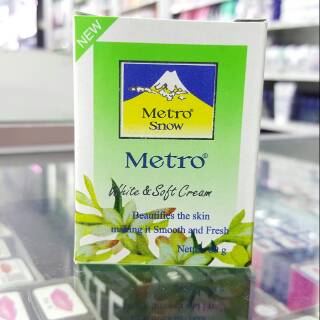 NEW
Metro®
Snow
Metro®
White & Soft Cream
Beautifies the skin
making it Smooth and Fresh
g